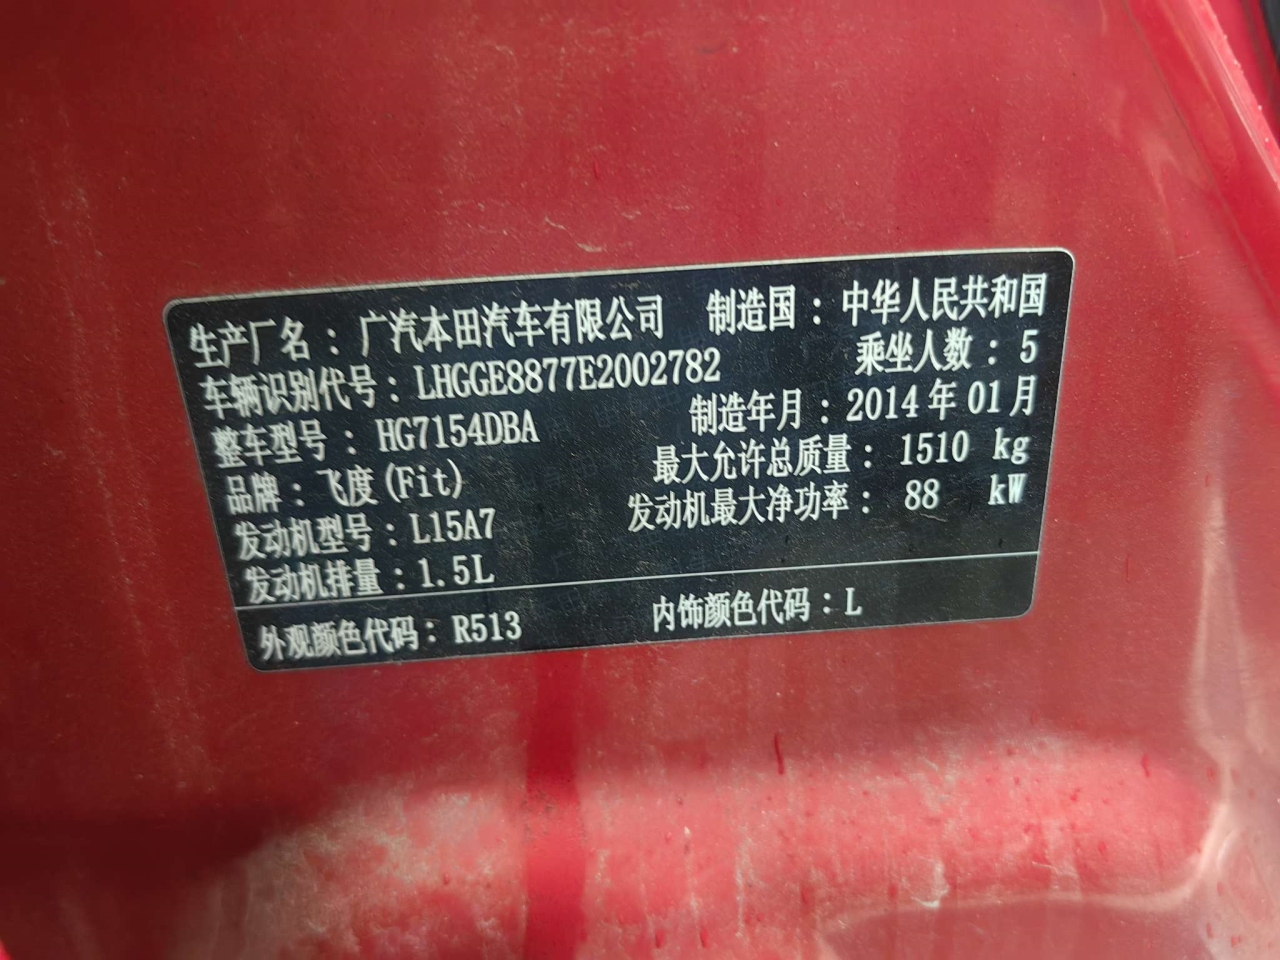 生产厂名：广汽本田汽车有限公司 制造国：中华人民共和国
车辆识别代号：LHGGE8877E2002782 乘坐人数：5
整车型号：HG7154DBA 制造年月：2014年01月
品牌：飞度(Fit) 最大允许总质量：1510 kg
发动机型号：L15A7 发动机最大净功率：88 kW
发动机排量：1.5L
外观颜色代码：R513 内饰颜色代码：L